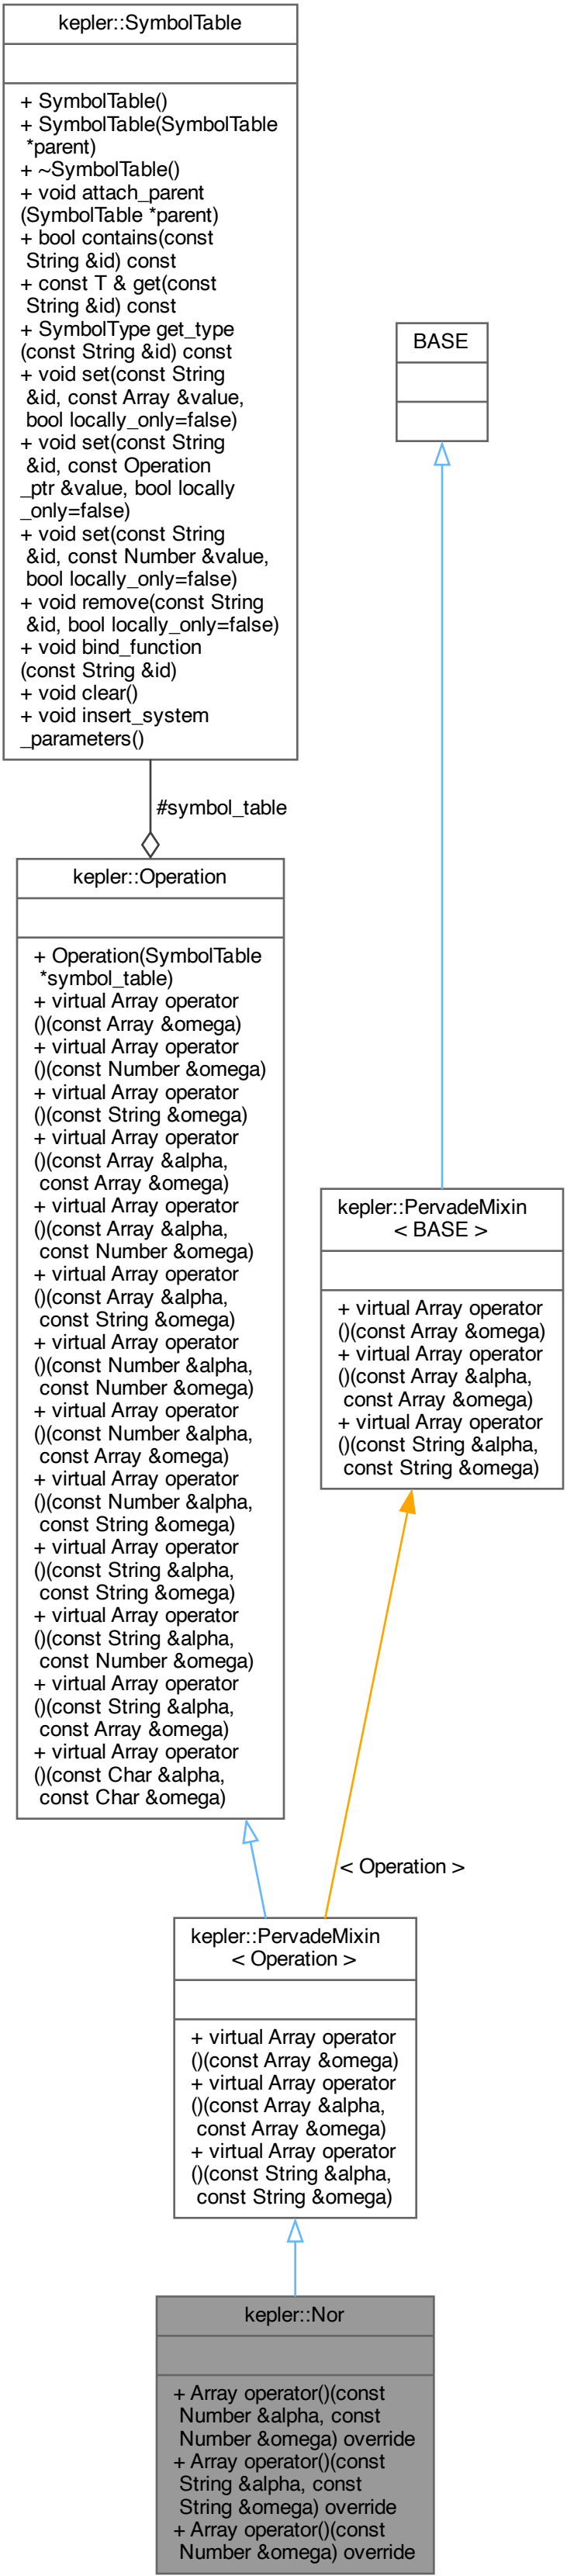 kepler::SymbolTable
+ SymbolTable()
+ SymbolTable(SymbolTable
*parent)
+ ~SymbolTable()
+ void attach_parent
(SymbolTable *parent)
+ bool contains(const
String &id) const
+ const T & get(const
String &id) const
+ SymbolType get_type
(const String &id) const
+ void set(const String
&id, const Array &value,
bool locally_only=false)
+ void set(const String
&id, const Operation
_ptr &value, bool locally
_only=false)
+ void set(const String
&id, const Number &value,
bool locally_only=false)
+ void remove(const String
&id, bool locally_only=false)
+ void bind_function
(const String &id)
+ void clear()
+ void insert_system
_parameters()
BASE
#symbol_table
kepler::Operation
+ Operation(SymbolTable
*symbol_table)
+ virtual Array operator
()(const Array &omega)
+ virtual Array operator
()(const Number &omega)
+ virtual Array operator
()(const String &omega)
+ virtual Array operator
()(const Array &alpha,
const Array &omega)
+ virtual Array operator
()(const Array &alpha,
const Number &omega)
+ virtual Array operator
()(const Array &alpha,
const String &omega)
+ virtual Array operator
()(const Number &alpha,
const Number &omega)
+ virtual Array operator
()(const Number &alpha,
const Array &omega)
+ virtual Array operator
()(const Number &alpha,
const String &omega)
+ virtual Array operator
()(const String &alpha,
const String &omega)
+ virtual Array operator
()(const String &alpha,
const Number &omega)
+ virtual Array operator
()(const String &alpha,
const Array &omega)
+ virtual Array operator
()(const Char &alpha,
const Char &omega)
kepler::PervadeMixin
< BASE >
+ virtual Array operator
()(const Array &omega)
+ virtual Array operator
()(const Array &alpha,
const Array &omega)
+ virtual Array operator
()(const String &alpha,
const String &omega)
< Operation >
kepler::PervadeMixin
< Operation >
+ virtual Array operator
()(const Array &omega)
+ virtual Array operator
()(const Array &alpha,
const Array &omega)
+ virtual Array operator
()(const String &alpha,
const String &omega)
kepler::Nor
+ Array operator()(const
Number &alpha, const
Number &omega) override
+ Array operator()(const
String &alpha, const
String &omega) override
+ Array operator()(const
Number &omega) override